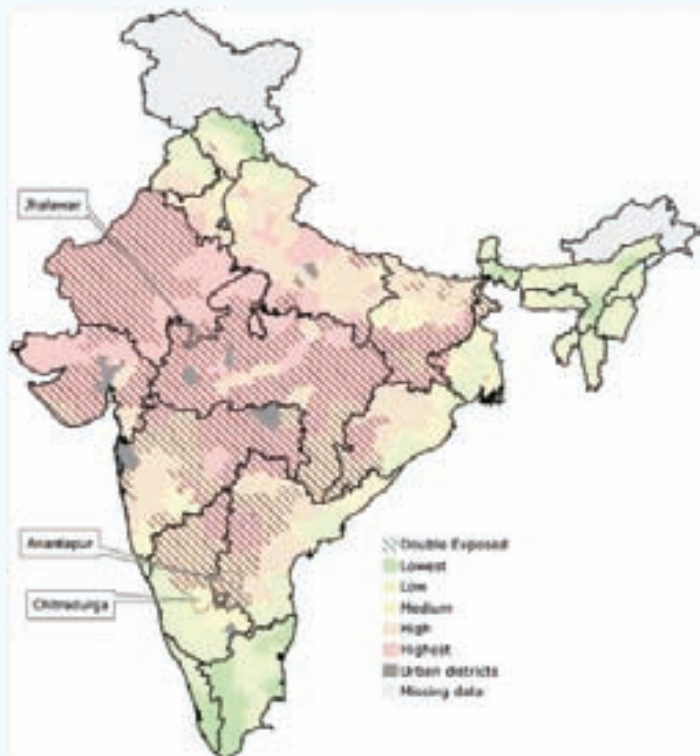 Jhalawar
Anantapur
Chitradurga
Double Exposed
Lowest
Low
Medium
High
Highest
Urban districts
Missing data